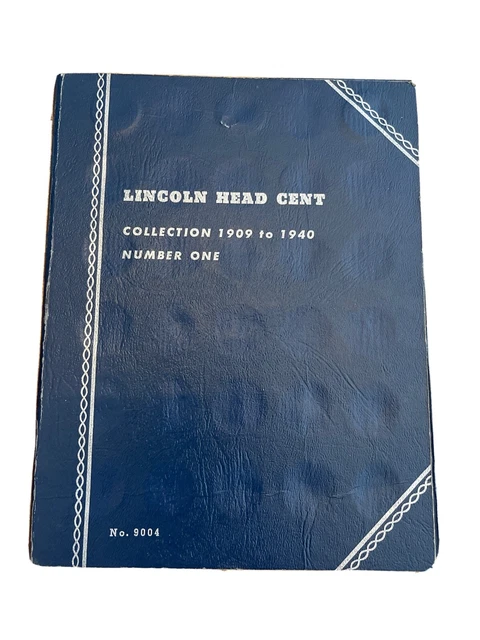 LINCOLN HEAD CENT
COLLECTION 1909 to 1940
NUMBER ONE
No. 9004